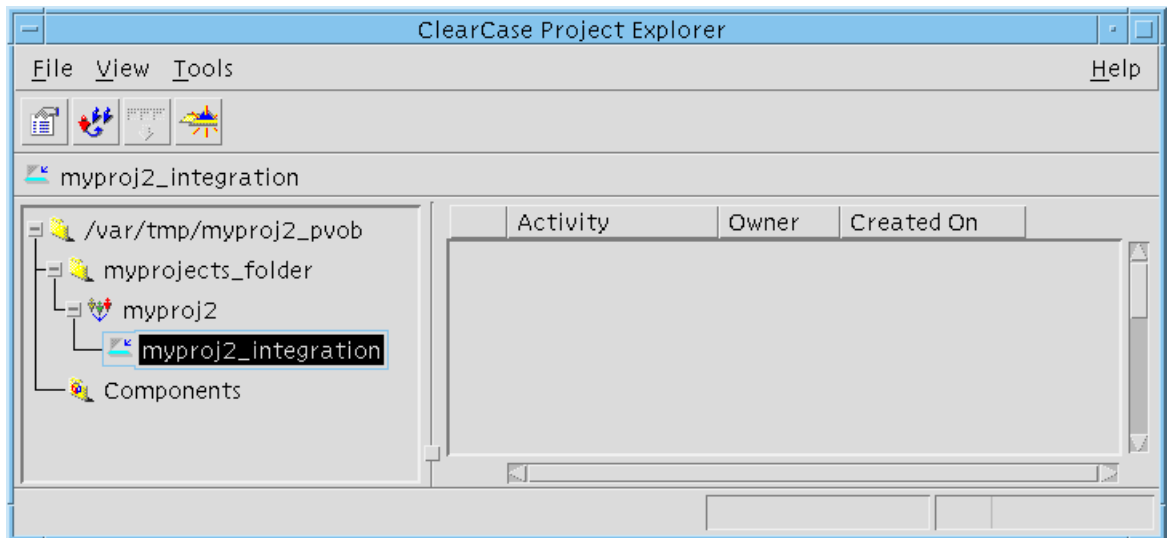 ClearCase Project Explorer
File View Tools Help
myproj2_integration
/var/tmp/myproj2_pvob
myprojects_folder
myproj2
myproj2_integration
Components
Activity Owner Created On